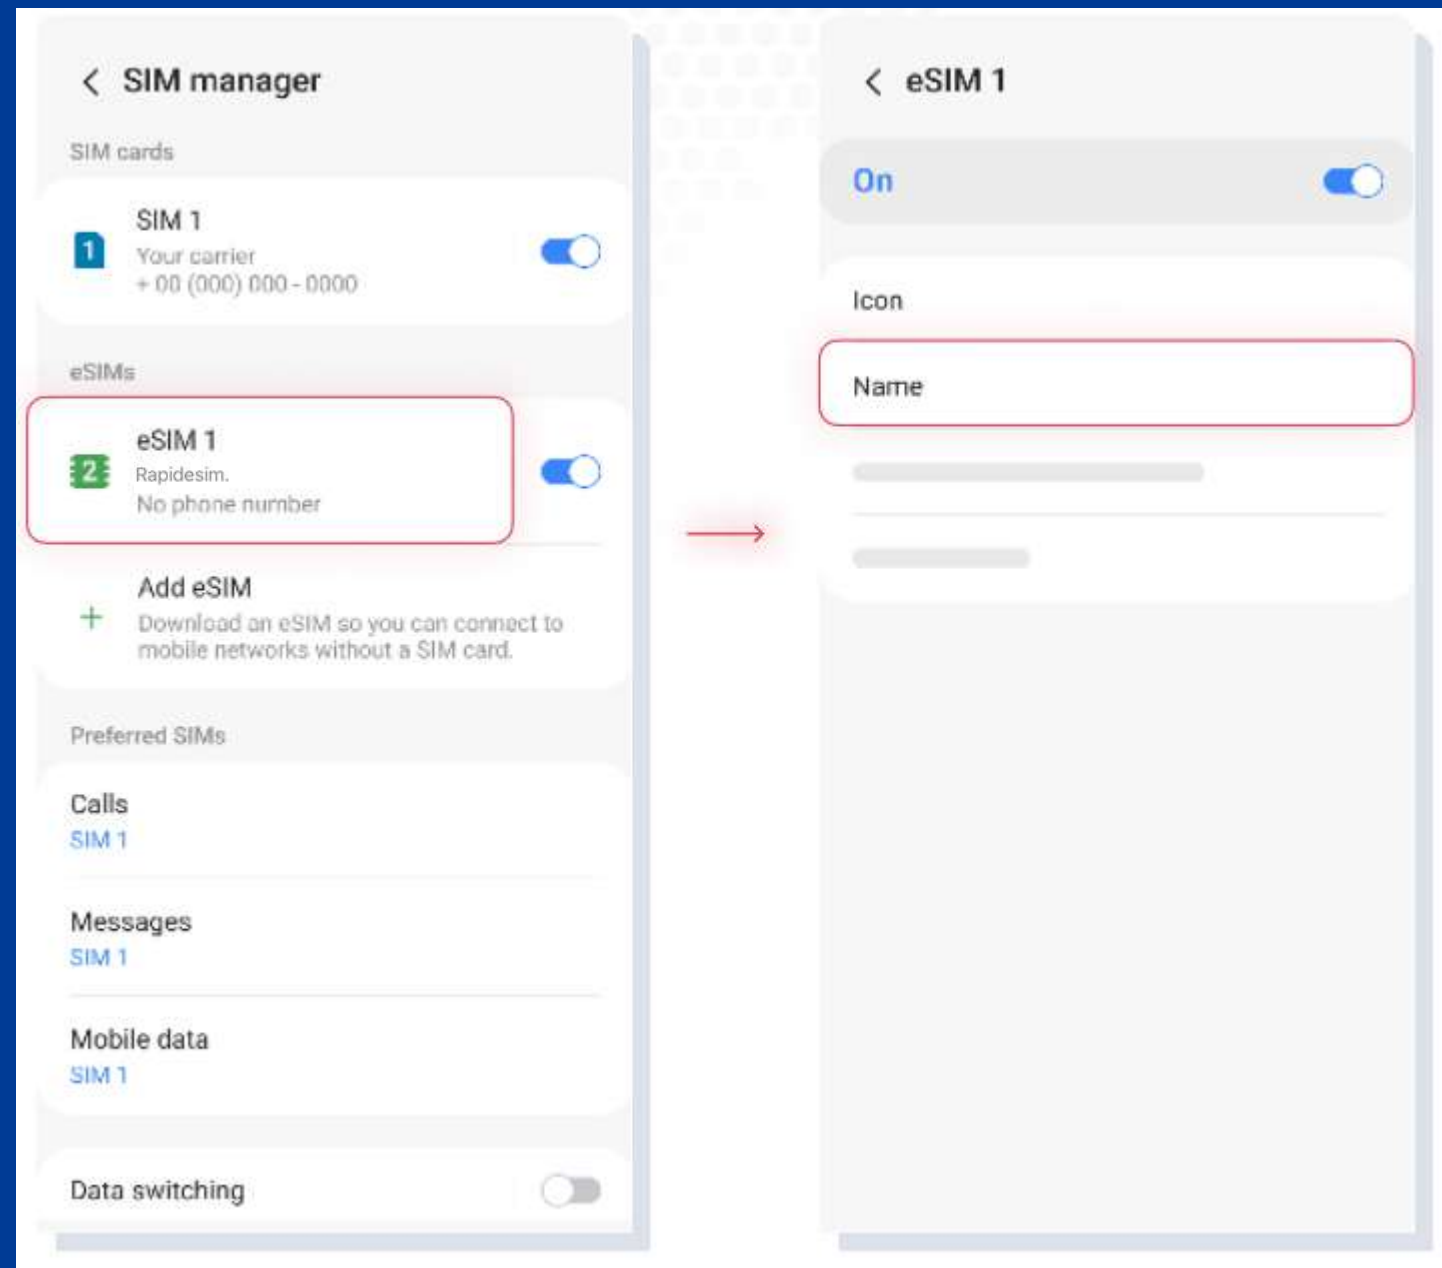 SIM manager
SIM cards
1
SIM 1
Your carrier
+ 00 (000) 000 - 0000
eSIMs
2
eSIM 1
Rapidesim.
No phone number
+
Add eSIM
Download an eSIM so you can connect to
mobile networks without a SIM card.
Preferred SIMs
Calls
SIM 1
Messages
SIM 1
Mobile data
SIM 1
Data switching
eSIM 1
On
Icon
Name